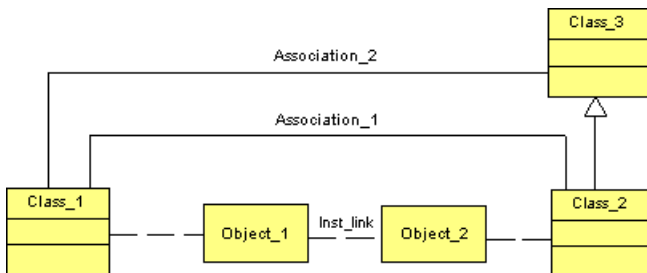 Class_3
Association_2
Association_1
Class_1
Class_2
Object_1
Inst_link
Object_2